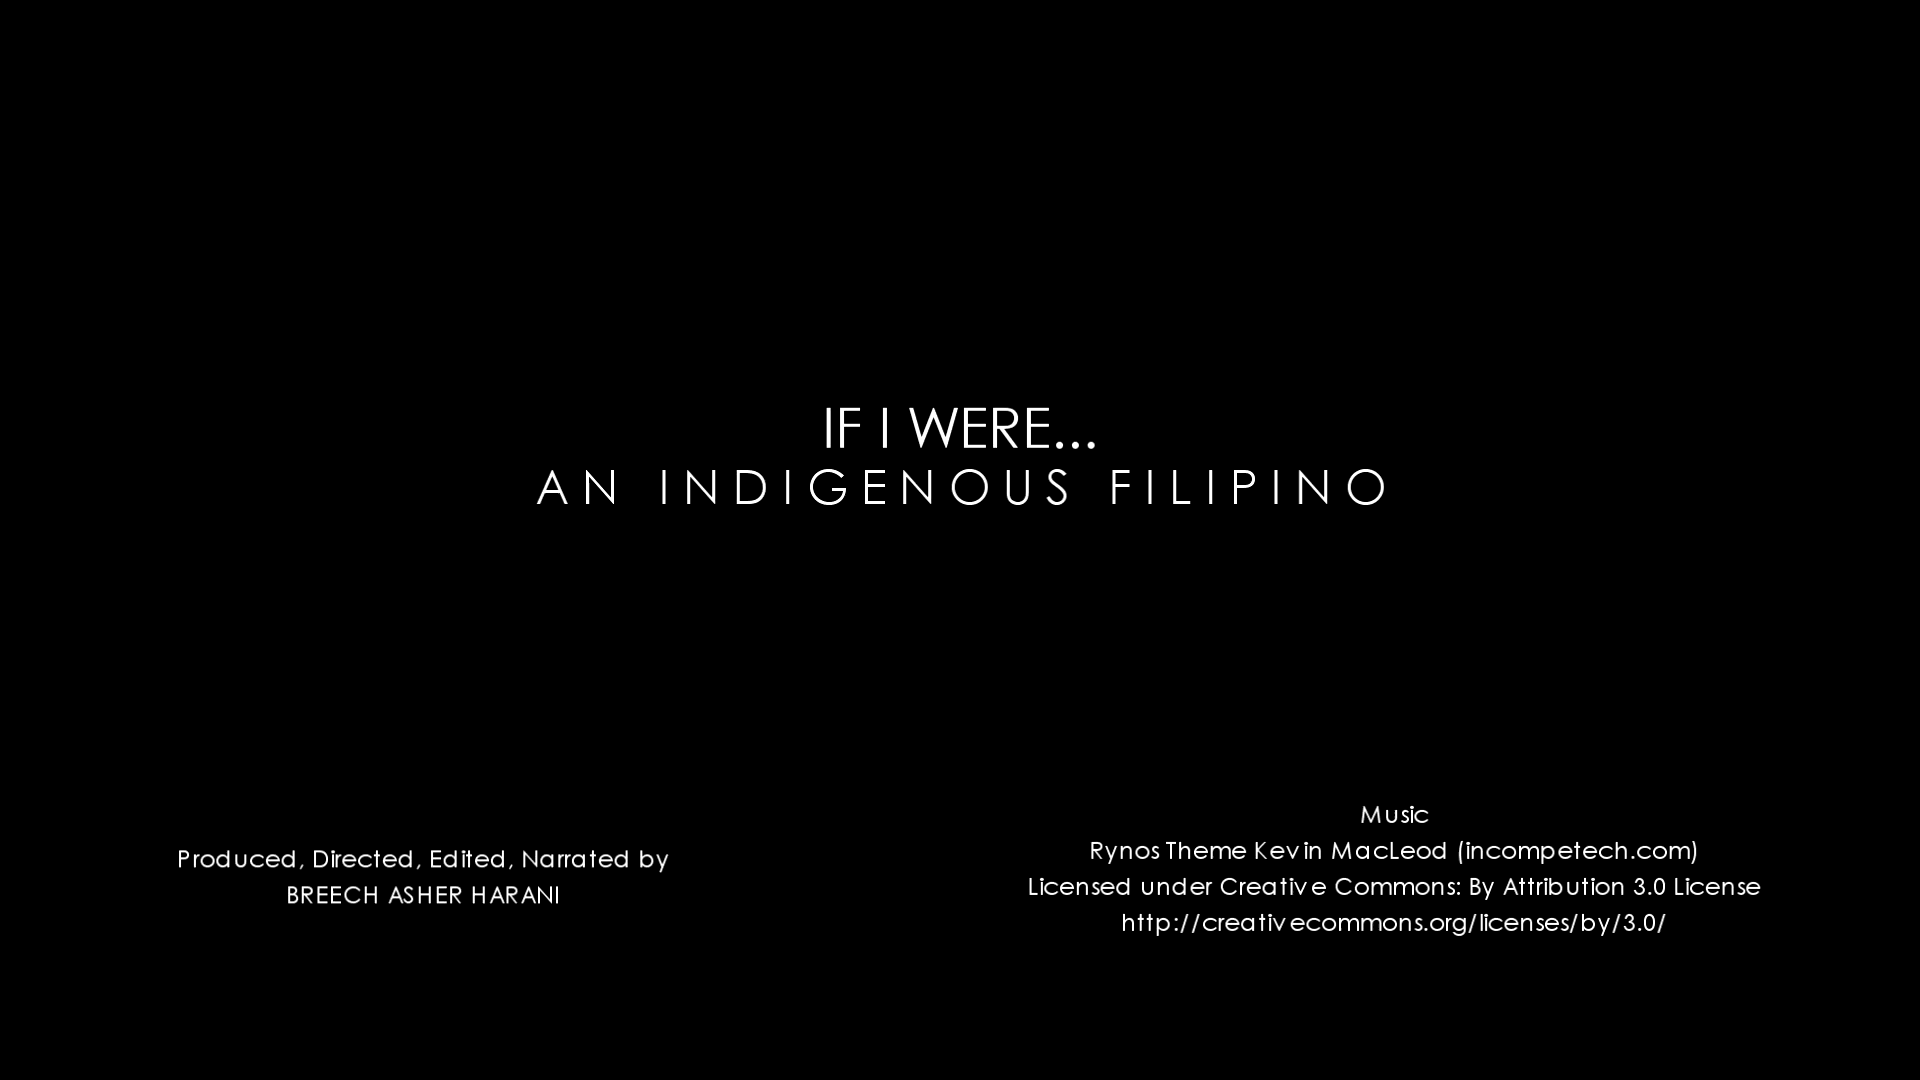 IF I WERE...
AN INDIGENOUS FILIPINO
Produced, Directed, Edited, Narrated by
BREECH ASHER HARANI
Music
Rynos Theme Kevin MacLeod (incompetech.com)
Licensed under Creative Commons: By Attribution 3.0 License
http://creativecommons.org/licenses/by/3.0/